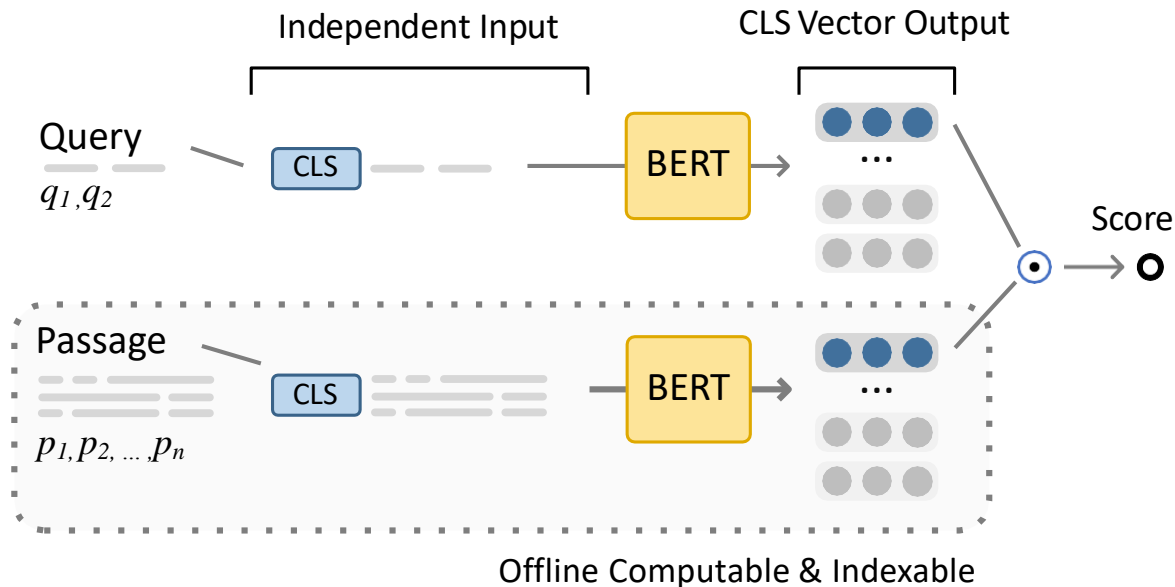 Independent Input
CLS Vector Output
Query
q1,q2
CLS
BERT
...
Score
Passage
p1, p2, ... ,pn
CLS
BERT
...
Offline Computable & Indexable